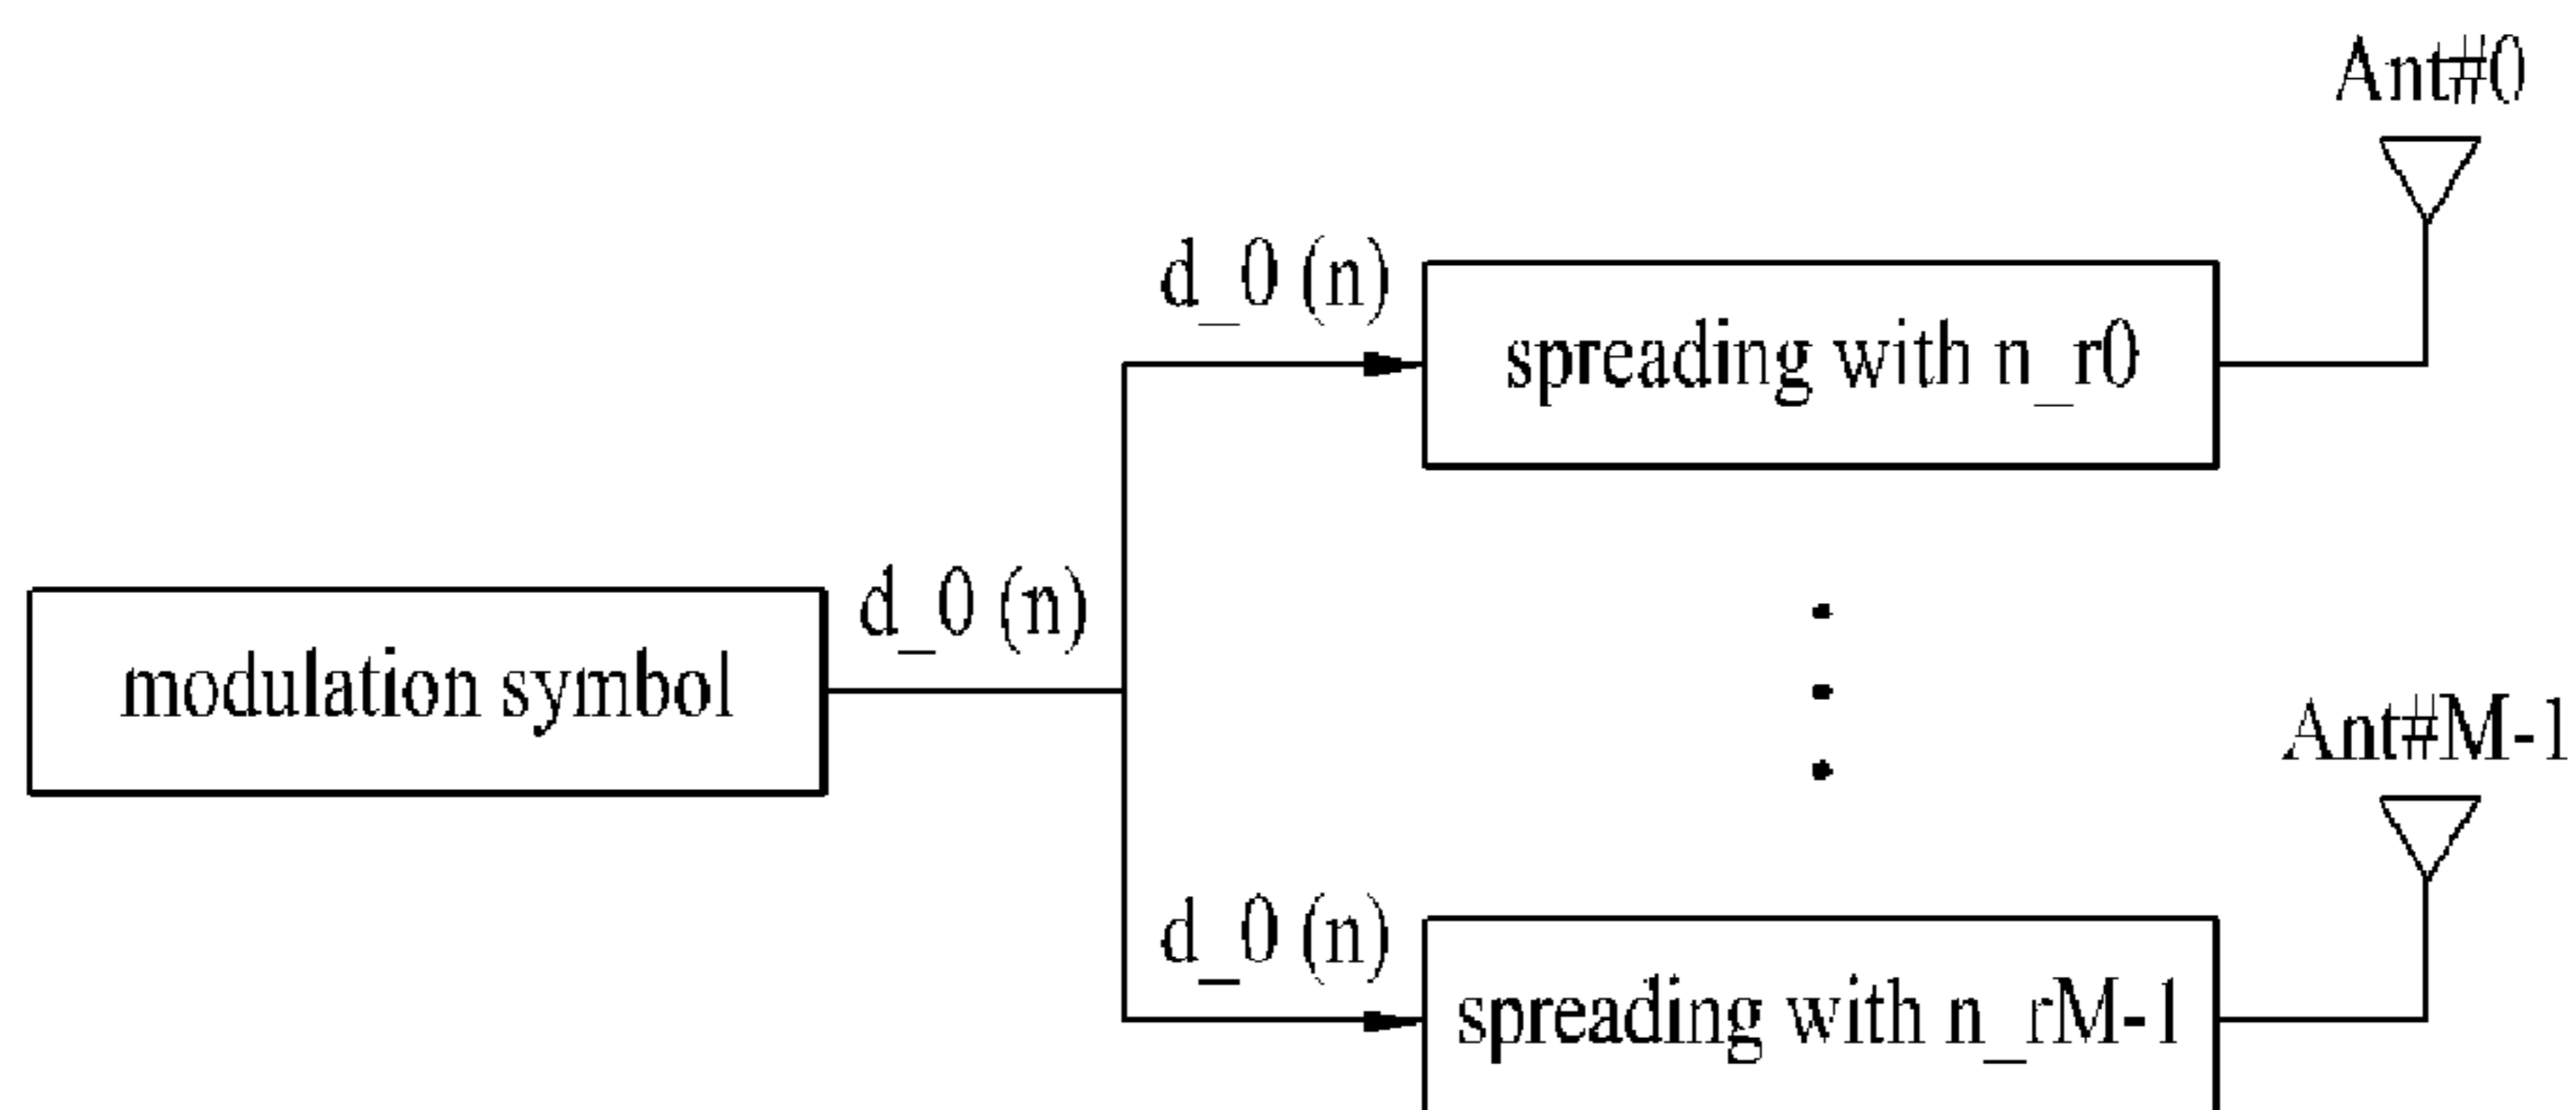 Ant#0
d_0 (n)
spreading with n_r0
d_0 (n)
modulation symbol
Ant#M-1
d_0 (n)
spreading with n_rM-1